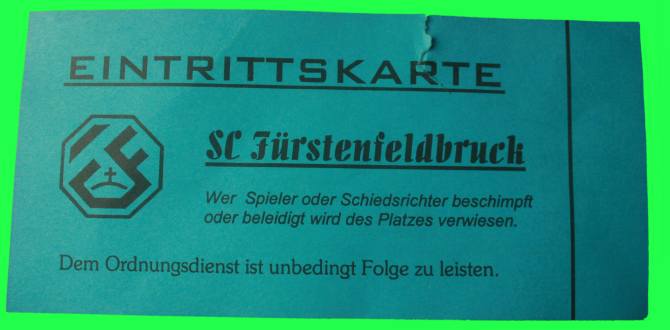 EINTRITTSKARTE
SC Fürstenfeldbruck
Wer Spieler oder Schiedsrichter beschimpft
oder beleidigt wird des Platzes verwiesen.
Dem Ordnungsdienst ist unbedingt Folge zu leisten.